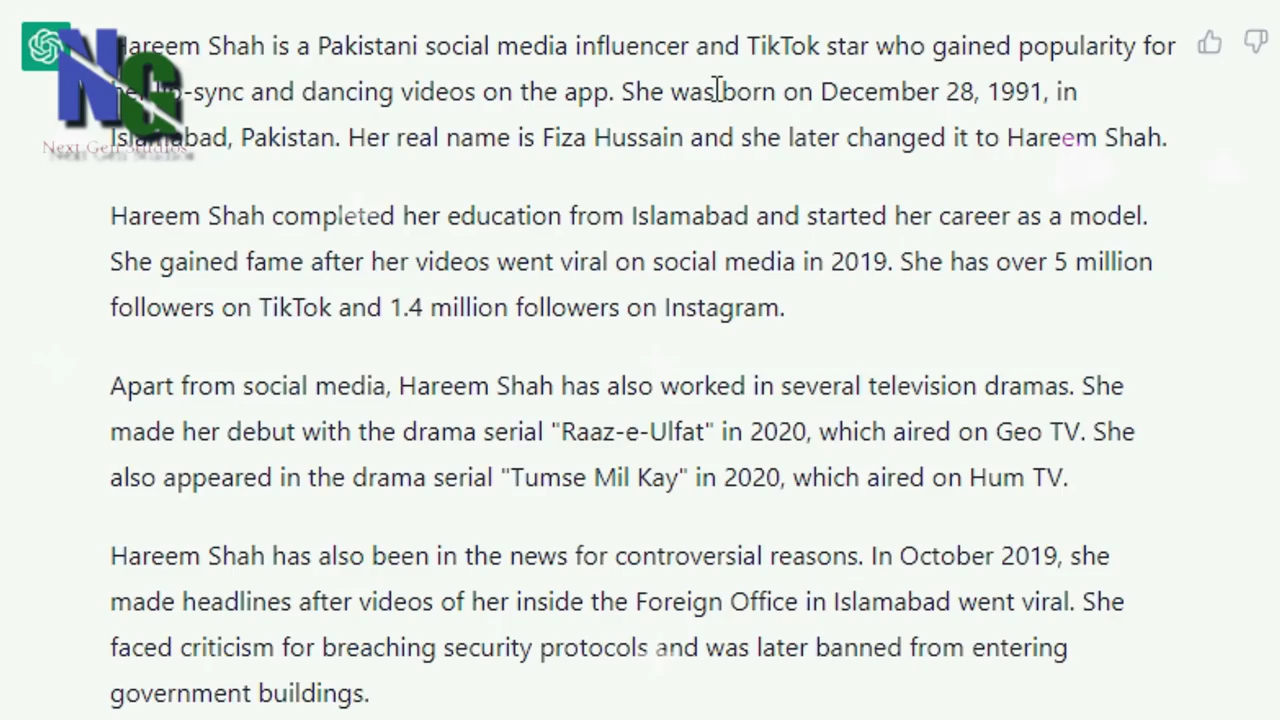 NG
Next Gen Studios
Hareem Shah is a Pakistani social media influencer and TikTok star who gained popularity for
her lip-sync and dancing videos on the app. She was born on December 28, 1991, in
Islamabad, Pakistan. Her real name is Fiza Hussain and she later changed it to Hareem Shah.
Hareem Shah completed her education from Islamabad and started her career as a model.
She gained fame after her videos went viral on social media in 2019. She has over 5 million
followers on TikTok and 1.4 million followers on Instagram.
Apart from social media, Hareem Shah has also worked in several television dramas. She
made her debut with the drama serial "Raaz-e-Ulfat" in 2020, which aired on Geo TV. She
also appeared in the drama serial "Tumse Mil Kay" in 2020, which aired on Hum TV.
Hareem Shah has also been in the news for controversial reasons. In October 2019, she
made headlines after videos of her inside the Foreign Office in Islamabad went viral. She
faced criticism for breaching security protocols and was later banned from entering
government buildings.